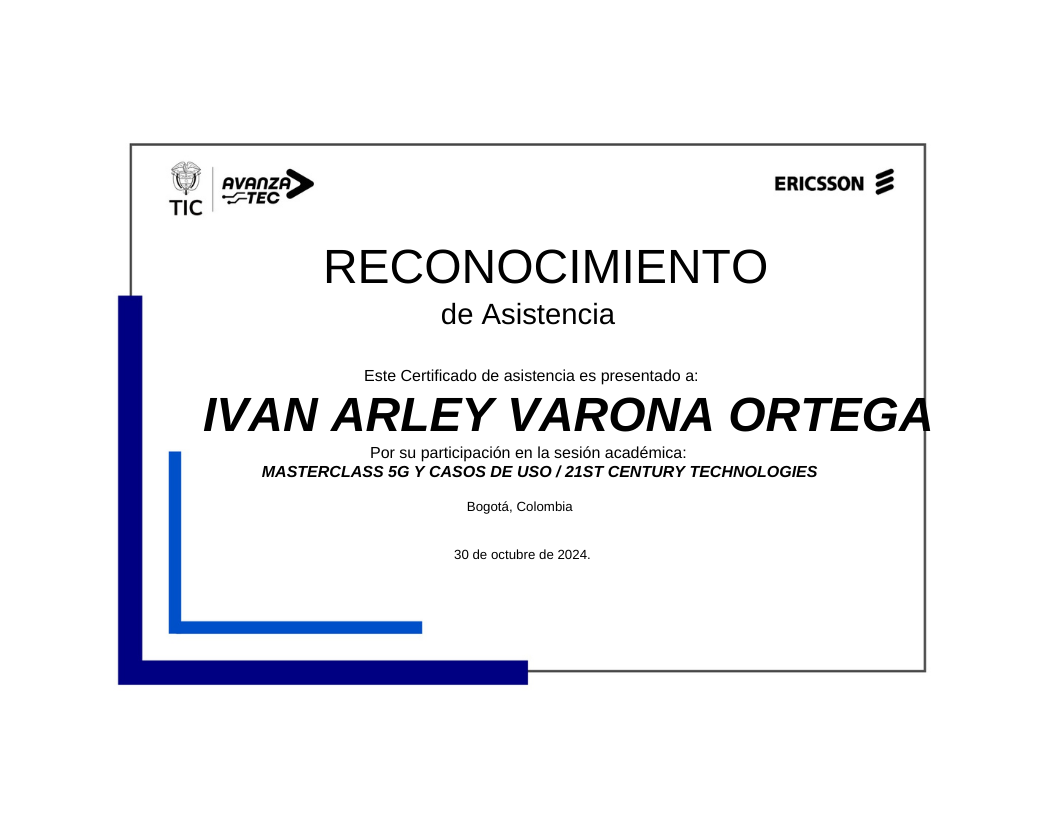 TIC
AVANZA
TEC
ERICSSON
RECONOCIMIENTO
de Asistencia
Este Certificado de asistencia es presentado a:
IVAN ARLEY VARONA ORTEGA
Por su participación en la sesión académica:
MASTERCLASS 5G Y CASOS DE USO / 21ST CENTURY TECHNOLOGIES
Bogotá, Colombia
30 de octubre de 2024.